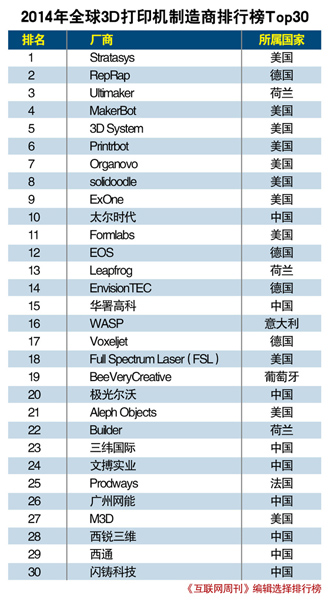 2014年全球3D打印机制造商排行榜Top30
排名 厂商 所属国家
1 Stratasys 美国
2 RepRap 德国
3 Ultimaker 荷兰
4 MakerBot 美国
5 3D System 美国
6 Printrbot 美国
7 Organovo 美国
8 solidoodle 美国
9 ExOne 美国
10 太尔时代 中国
11 Formlabs 美国
12 EOS 德国
13 Leapfrog 荷兰
14 EnvisionTEC 德国
15 华署高科 中国
16 WASP 意大利
17 Voxeljet 德国
18 Full Spectrum Laser（FSL） 美国
19 BeeVeryCreative 葡萄牙
20 极光尔沃 中国
21 Aleph Objects 美国
22 Builder 荷兰
23 三纬国际 中国
24 文搏实业 中国
25 Prodways 法国
26 广州网能 中国
27 M3D 美国
28 西锐三维 中国
29 西通 中国
30 闪铸科技 中国
《互联网周刊》编辑选择排行榜